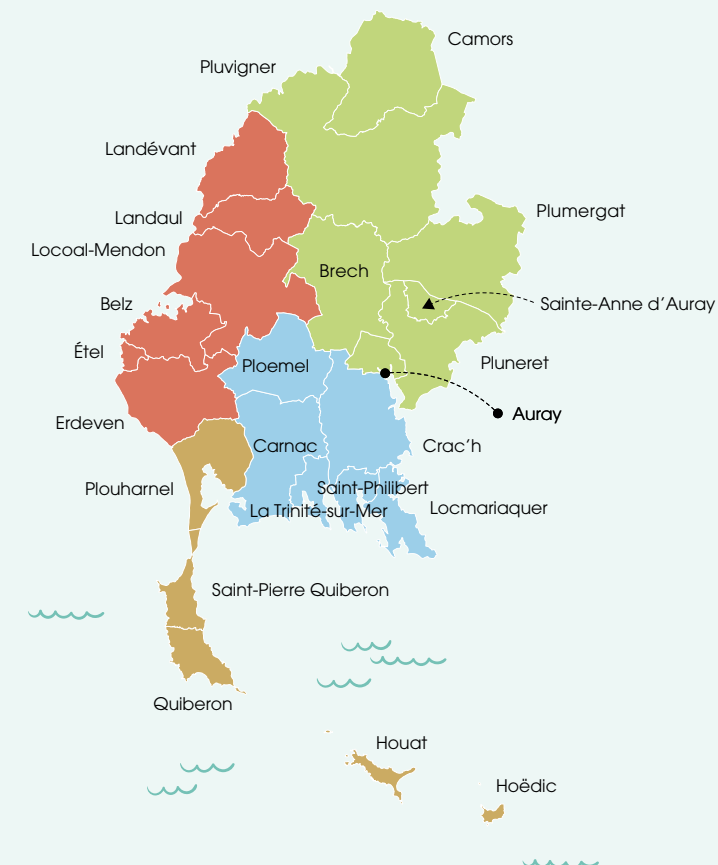 Camors
Pluvigner
Landévant
Landaul
Plumergat
Locoal-Mendon
Brech
Belz
Sainte-Anne d’Auray
Étel
Ploemel
Pluneret
Auray
Erdeven
Carnac
Crac’h
Plouharnel
Saint-Philibert
La Trinité-sur-Mer
Locmariaquer
Saint-Pierre Quiberon
Quiberon
Houat
Hoëdic